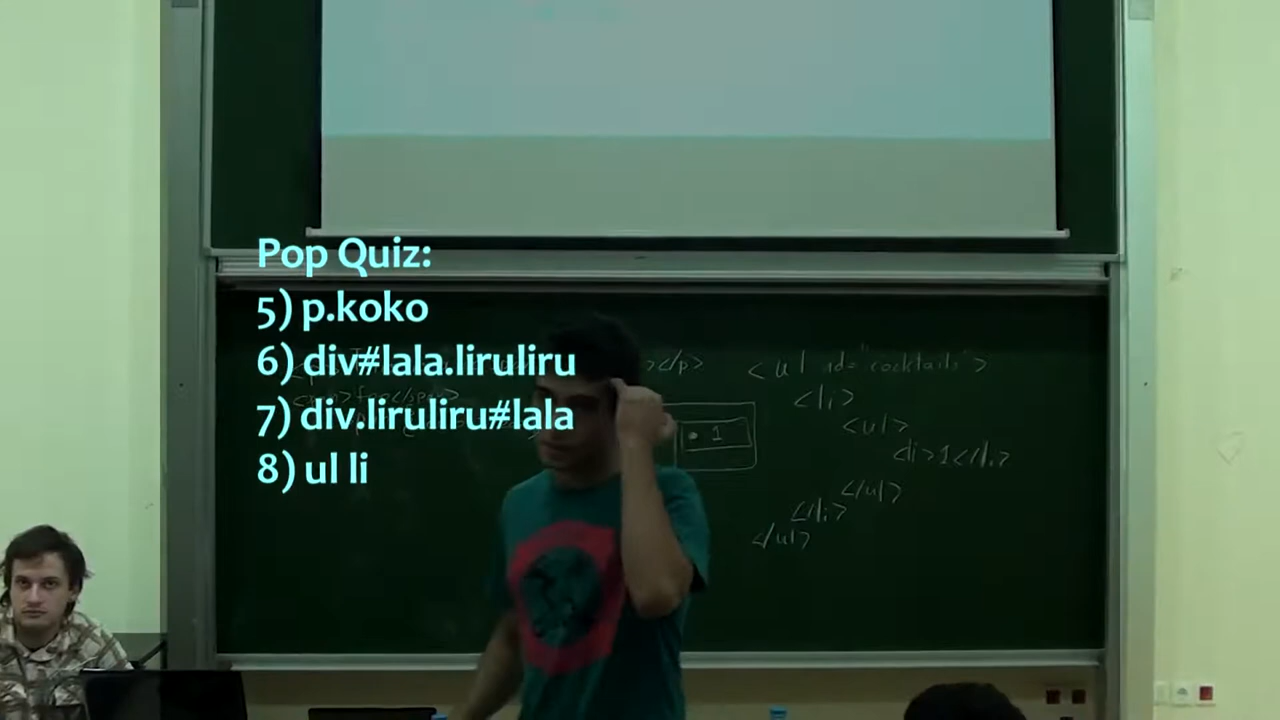 Pop Quiz:
5) p.koko
6) div#lala.liruliru
7) div.liruliru#lala
8) ul li
></p>
<ul id="cocktails">
<li>
<ul>
<li>1</li>
</ul>
</li>
</ul>
1